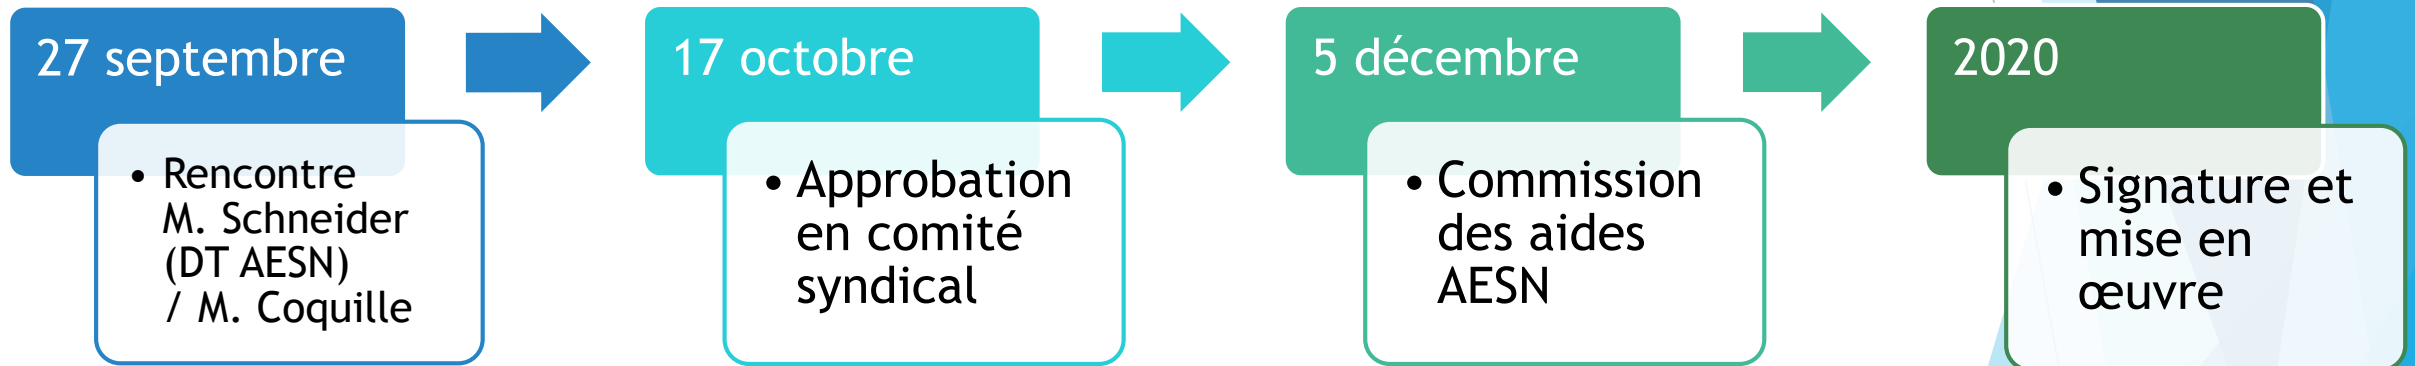 27 septembre
• Rencontre
M. Schneider
(DT AESN)
/ M. Coquille
17 octobre
• Approbation
en comité
syndical
5 décembre
• Commission
des aides
AESN
2020
• Signature et
mise en
œuvre